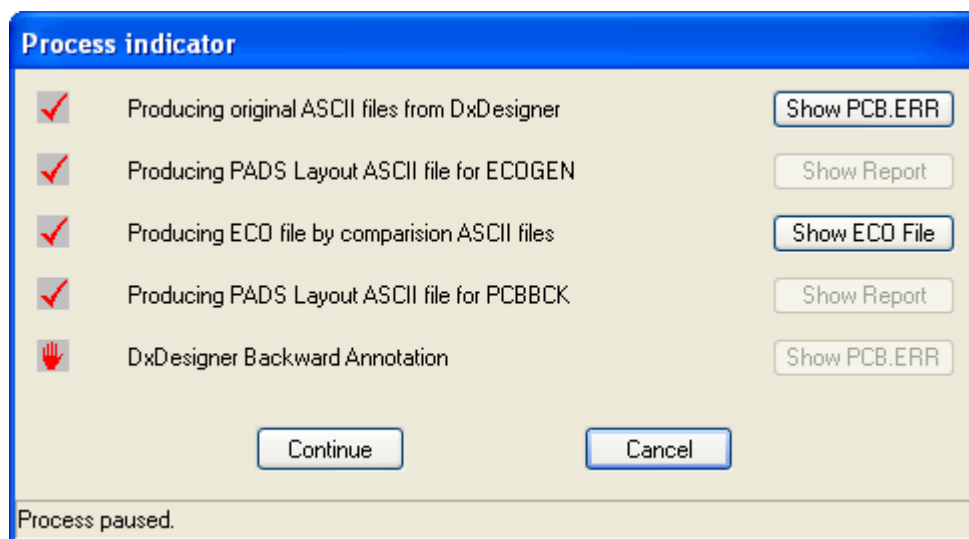 Process indicator
Producing original ASCII files from DxDesigner Show PCB.ERR
Producing PADS Layout ASCII file for ECOGEN Show Report
Producing ECO file by comparision ASCII files Show ECO File
Producing PADS Layout ASCII file for PCBBCK Show Report
DxDesigner Backward Annotation Show PCB.ERR
Continue Cancel
Process paused.